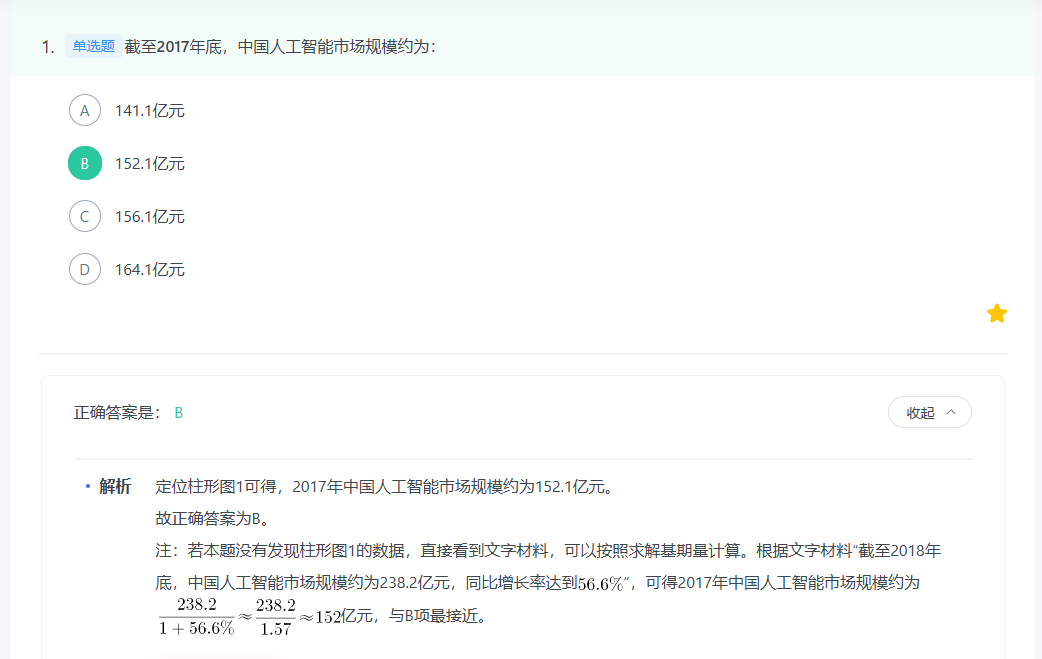 1. 单选题 截至2017年底，中国人工智能市场规模约为：
A 141.1亿元
B 152.1亿元
C 156.1亿元
D 164.1亿元
正确答案是： B
收起
• 解析 定位柱形图1可得，2017年中国人工智能市场规模约为152.1亿元。
故正确答案为B。
注：若本题没有发现柱形图1的数据，直接看到文字材料，可以按照求解基期量计算。根据文字材料“截至2018年
底，中国人工智能市场规模约为238.2亿元，同比增长率达到56.6%”，可得2017年中国人工智能市场规模约为
238.2/(1+56.6%)≈238.2/1.57≈152亿元，与B项最接近。